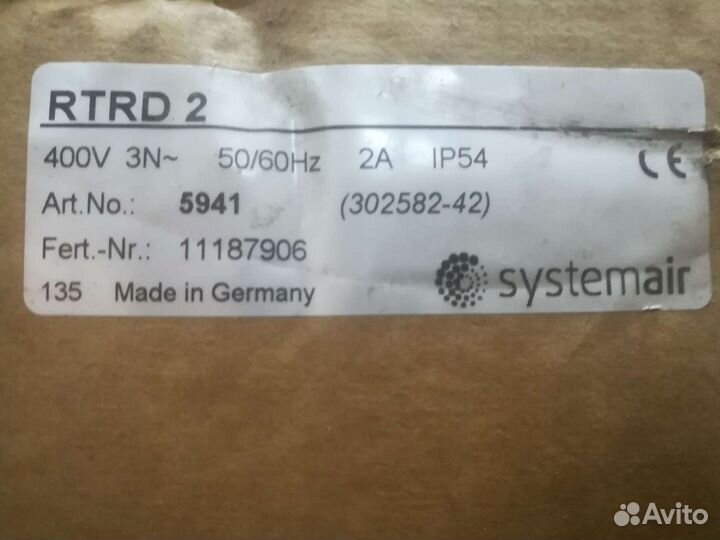 RTRD 2
400V 3N~ 50/60Hz 2A IP54 CE
Art.No.: 5941 (302582-42)
Fert.-Nr.: 11187906
135 Made in Germany
systemair
Avito